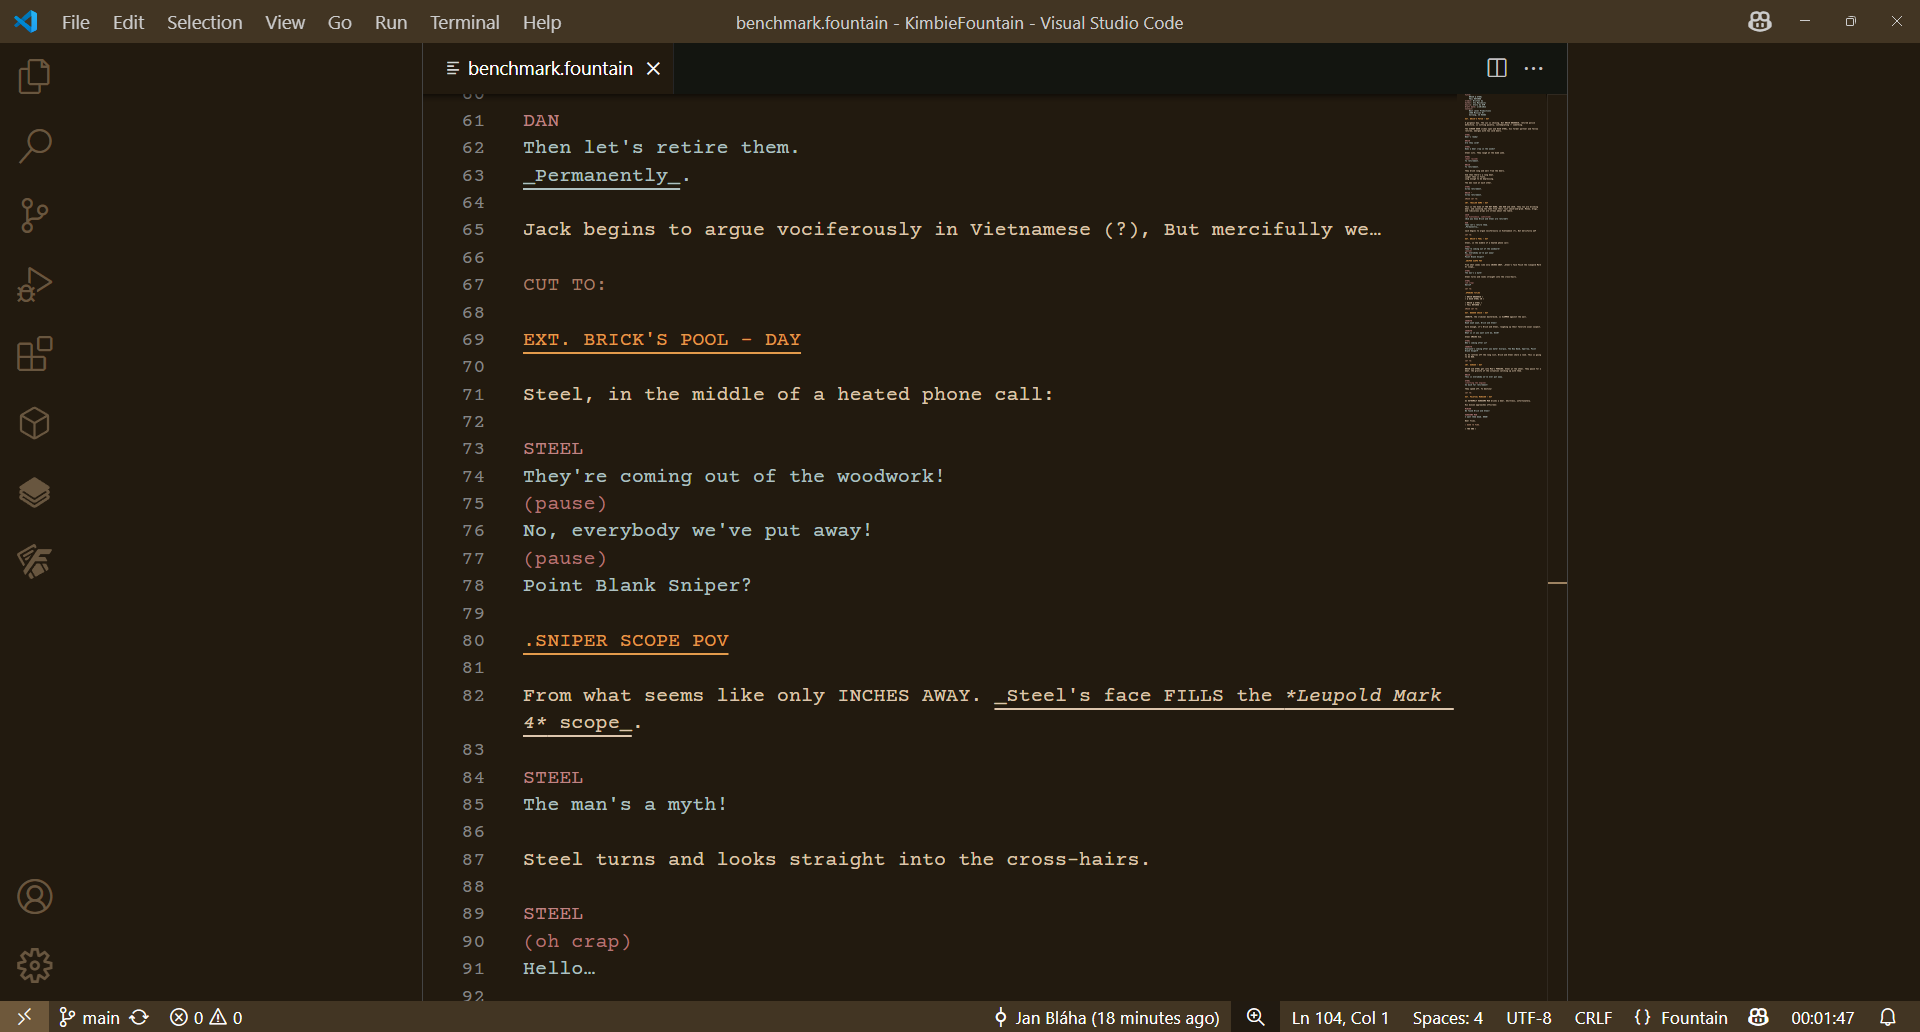 File Edit Selection View Go Run Terminal Help
benchmark.fountain - KimbieFountain - Visual Studio Code
benchmark.fountain
61 DAN
62 Then let's retire them.
63 _Permanently_.
64
65 Jack begins to argue vociferously in Vietnamese (?), But mercifully we…
66
67 CUT TO:
68
69 EXT. BRICK'S POOL - DAY
70
71 Steel, in the middle of a heated phone call:
72
73 STEEL
74 They're coming out of the woodwork!
75 (pause)
76 No, everybody we've put away!
77 (pause)
78 Point Blank Sniper?
79
80 .SNIPER SCOPE POV
81
82 From what seems like only INCHES AWAY. _Steel's face FILLS the *Leupold Mark
4* scope_.
83
84 STEEL
85 The man's a myth!
86
87 Steel turns and looks straight into the cross-hairs.
88
89 STEEL
90 (oh crap)
91 Hello…
92
main 0 0 Jan Bláha (18 minutes ago) Ln 104, Col 1 Spaces: 4 UTF-8 CRLF {} Fountain 00:01:47